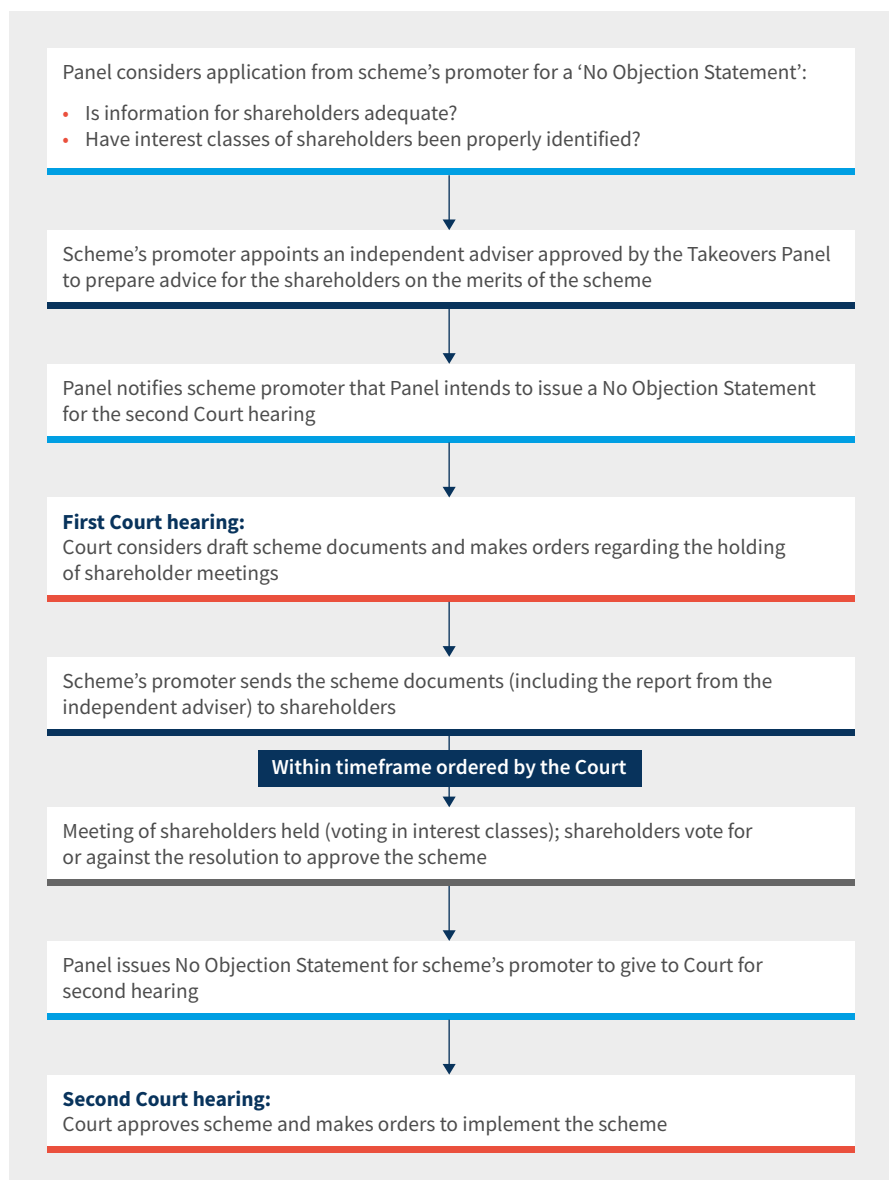 Panel considers application from scheme’s promoter for a ‘No Objection Statement’:
• Is information for shareholders adequate?
• Have interest classes of shareholders been properly identified?
Scheme’s promoter appoints an independent adviser approved by the Takeovers Panel
to prepare advice for the shareholders on the merits of the scheme
Panel notifies scheme promoter that Panel intends to issue a No Objection Statement
for the second Court hearing
First Court hearing:
Court considers draft scheme documents and makes orders regarding the holding
of shareholder meetings
Scheme’s promoter sends the scheme documents (including the report from the
independent adviser) to shareholders
Within timeframe ordered by the Court
Meeting of shareholders held (voting in interest classes); shareholders vote for
or against the resolution to approve the scheme
Panel issues No Objection Statement for scheme’s promoter to give to Court for
second hearing
Second Court hearing:
Court approves scheme and makes orders to implement the scheme